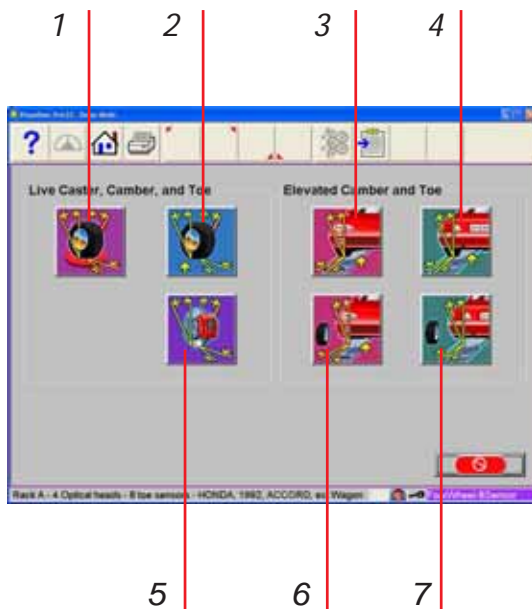 1 2 3 4
?
Live Caster, Camber, and Toe
Elevated Camber and Toe
Rack A - 4 Optical heads - 8 toe sensors - HONDA, 1992, ACCORD, ex Wagon
5 6 7